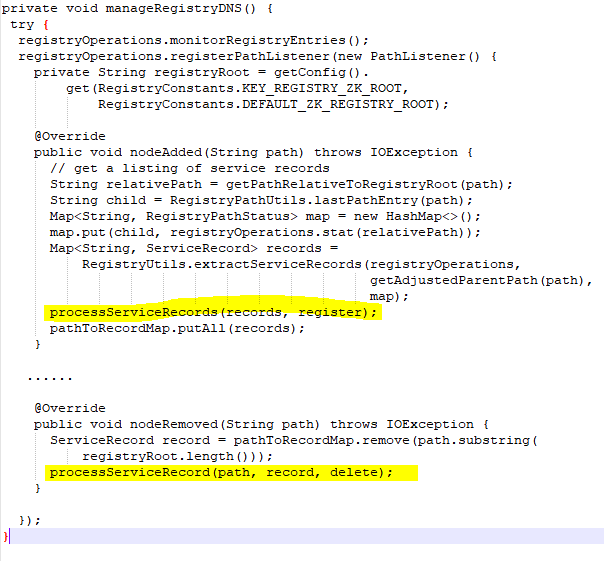 private void manageRegistryDNS() {
try {
registryOperations.monitorRegistryEntries();
registryOperations.registerPathListener(new PathListener() {
private String registryRoot = getConfig().
get(RegistryConstants.KEY_REGISTRY_ZK_ROOT,
RegistryConstants.DEFAULT_ZK_REGISTRY_ROOT);
@Override
public void nodeAdded(String path) throws IOException {
// get a listing of service records
String relativePath = getPathRelativeToRegistryRoot(path);
String child = RegistryPathUtils.lastPathEntry(path);
Map<String, RegistryPathStatus> map = new HashMap<>();
map.put(child, registryOperations.stat(relativePath));
Map<String, ServiceRecord> records =
RegistryUtils.extractServiceRecords(registryOperations,
getAdjustedParentPath(path),
map);
processServiceRecords(records, register);
pathToRecordMap.putAll(records);
}
......
@Override
public void nodeRemoved(String path) throws IOException {
ServiceRecord record = pathToRecordMap.remove(path.substring(
registryRoot.length()));
processServiceRecord(path, record, delete);
}
});
}